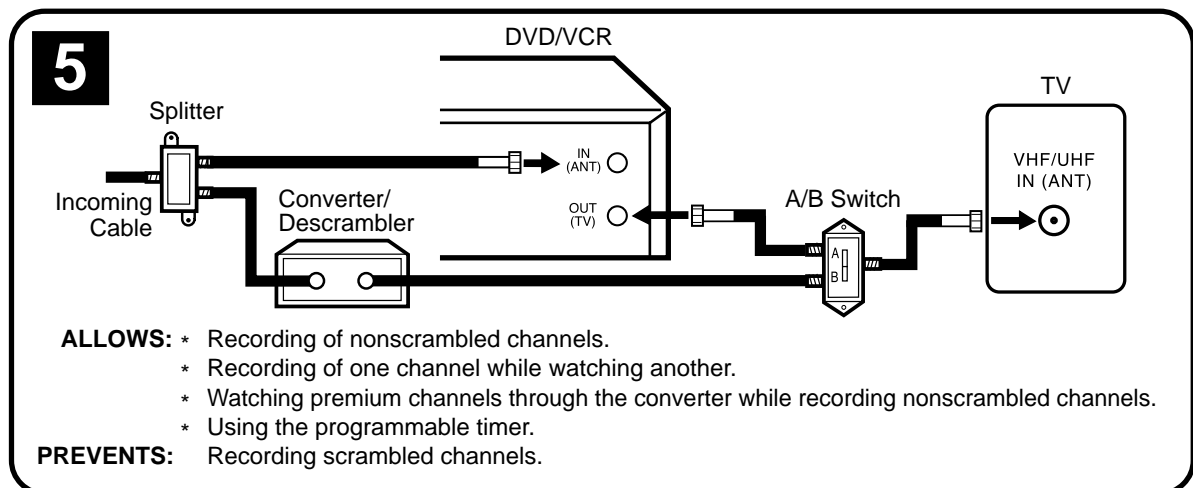 5
DVD/VCR
TV
Splitter
IN
(ANT)
VHF/UHF
IN (ANT)
Incoming
Cable
Converter/
Descrambler
OUT
(TV)
A/B Switch
A
B
ALLOWS: * Recording of nonscrambled channels.
* Recording of one channel while watching another.
* Watching premium channels through the converter while recording nonscrambled channels.
* Using the programmable timer.
PREVENTS: Recording scrambled channels.